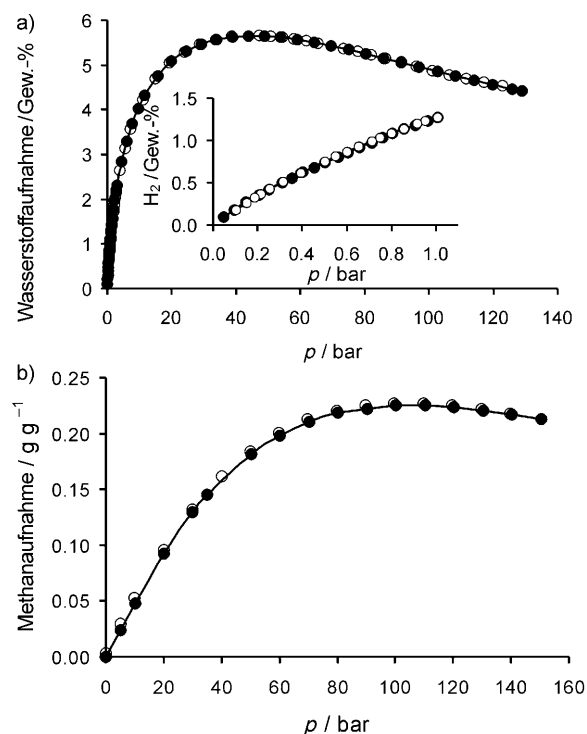 a)
Wasserstoffaufnahme/Gew.-%
6
5
4
3
2
1
0
H₂/Gew.-%
1.5
1.0
0.5
0.0
0.0 0.2 0.4 0.6 0.8 1.0
p / bar
0 20 40 60 80 100 120 140
p / bar
b)
Methanaufnahme / g g⁻¹
0.25
0.20
0.15
0.10
0.05
0.00
0 20 40 60 80 100 120 140 160
p / bar